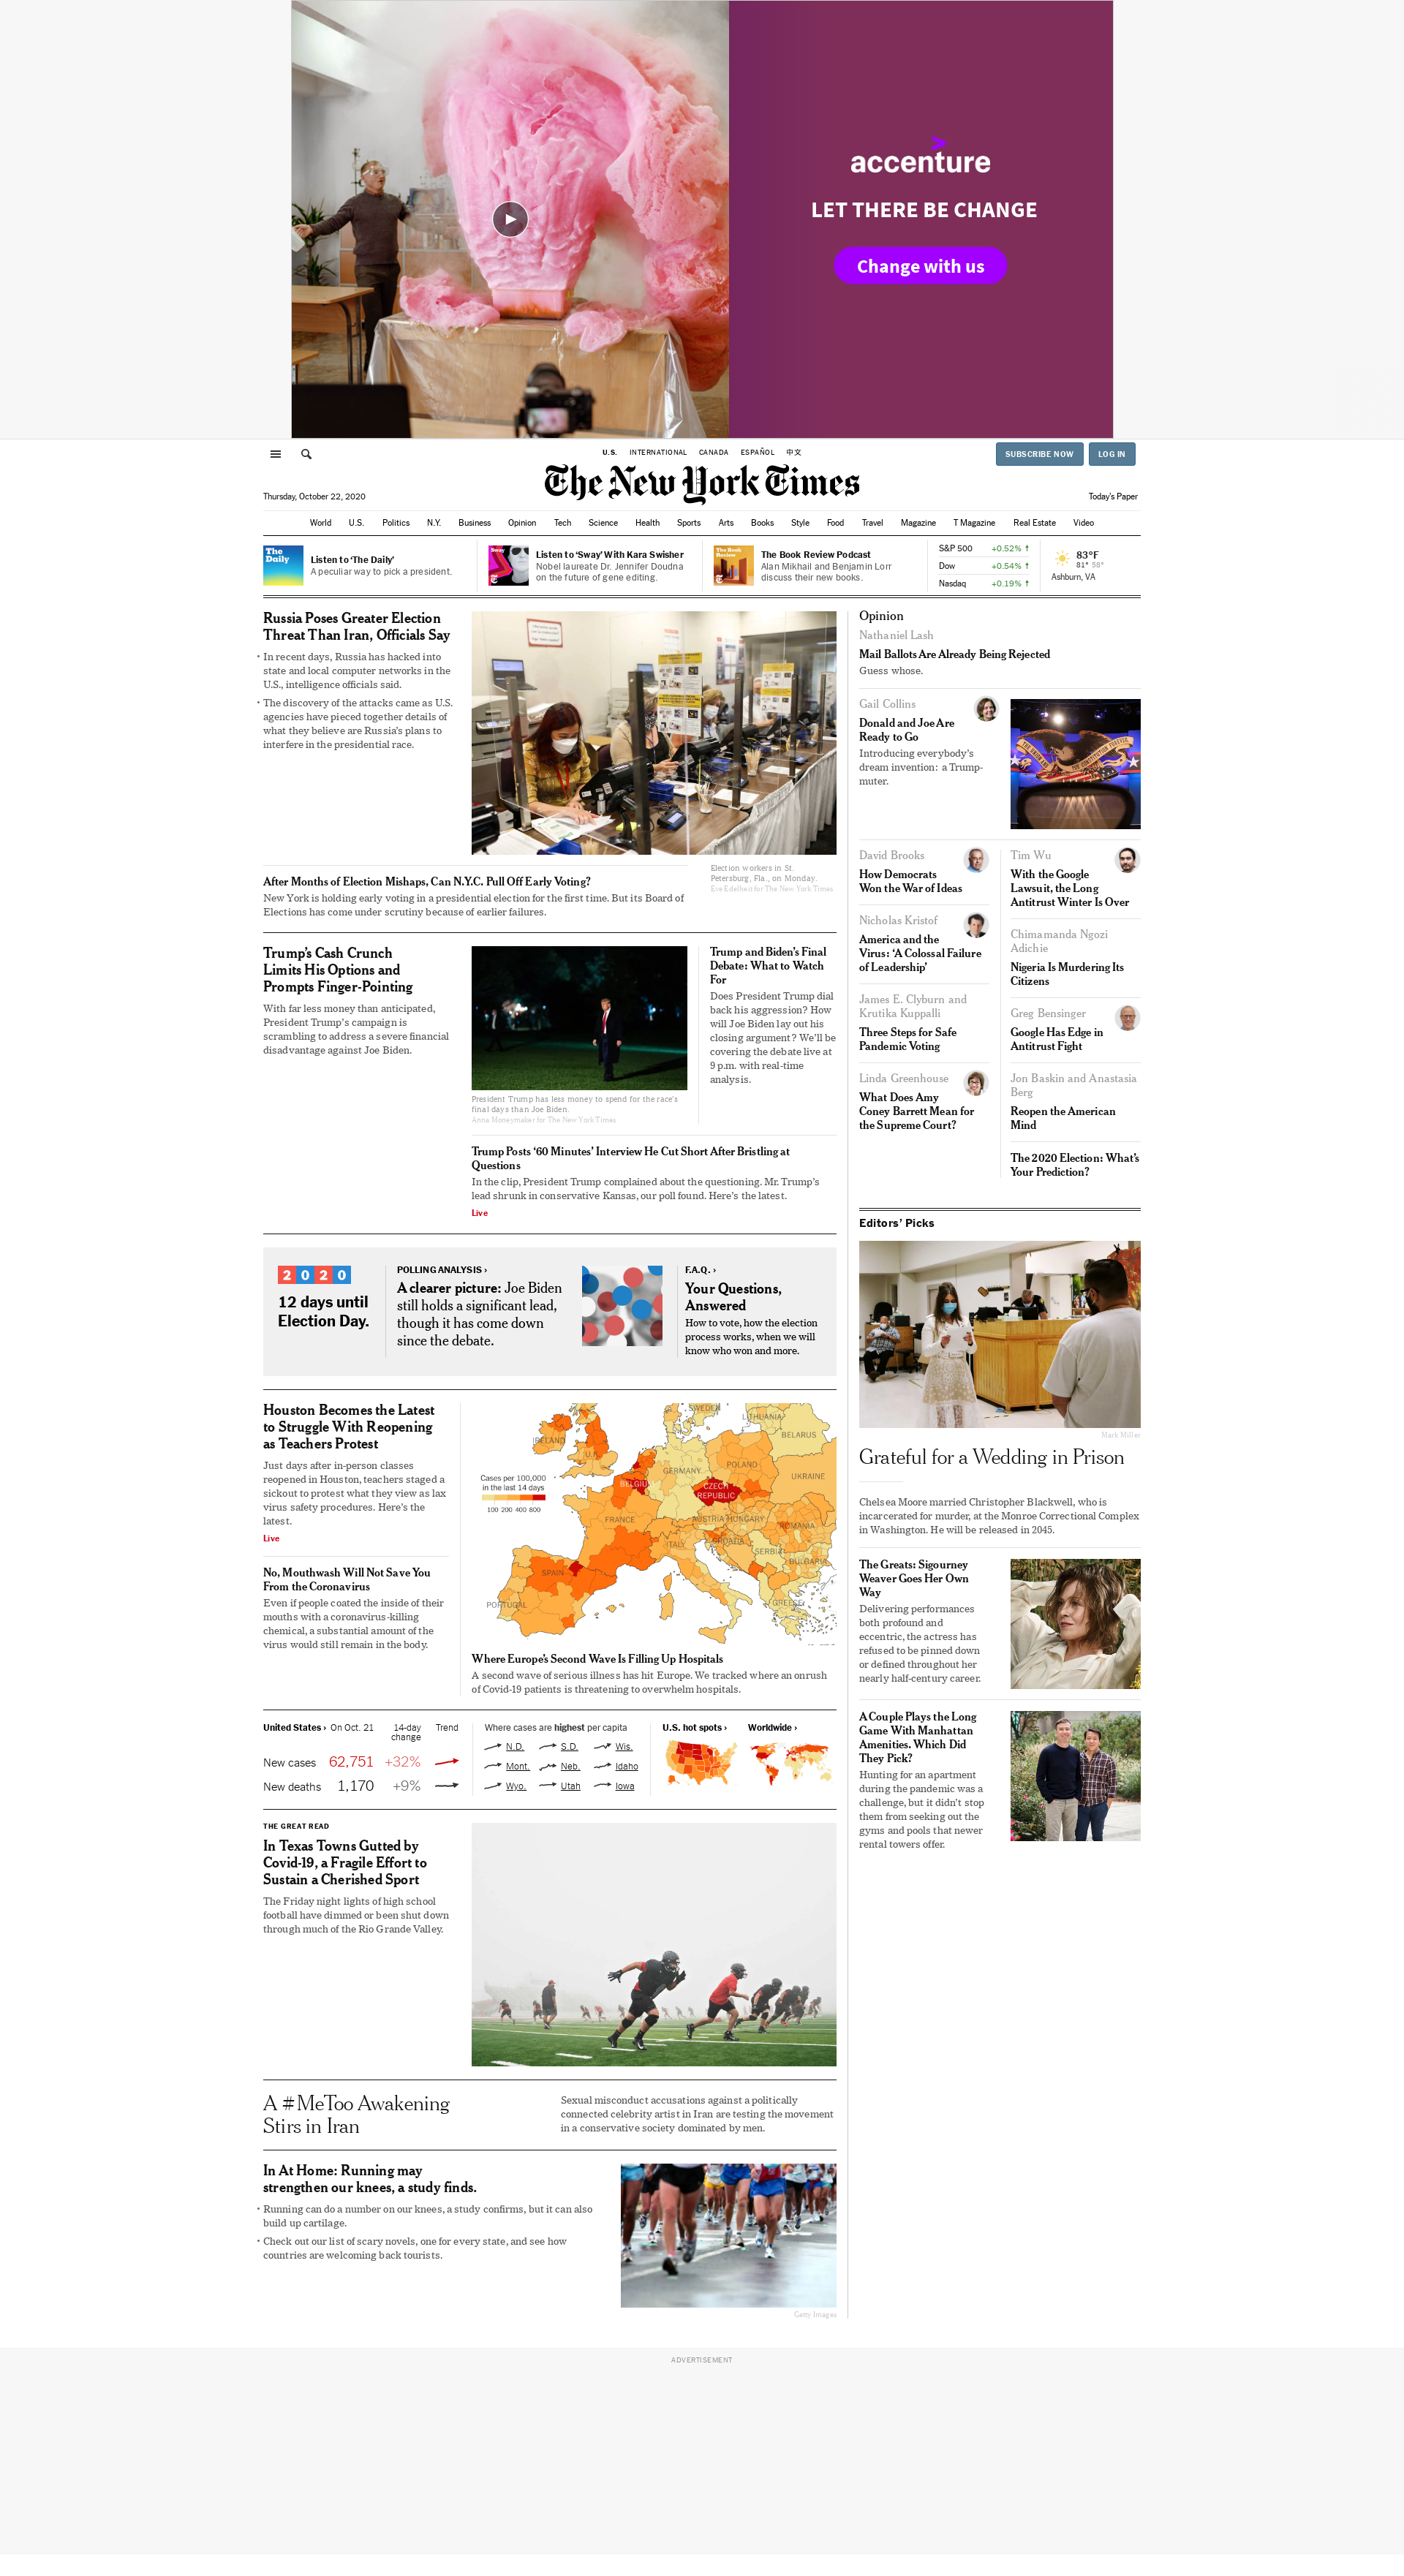 accenture
LET THERE BE CHANGE
Change with us
U.S. INTERNATIONAL CANADA ESPAÑOL 中文
SUBSCRIBE NOW LOG IN
The New York Times
Thursday, October 22, 2020
Today's Paper
World U.S. Politics N.Y. Business Opinion Tech Science Health Sports Arts Books Style Food Travel Magazine T Magazine Real Estate Video
The
Daily
Listen to ‘The Daily’
A peculiar way to pick a president.
Sway
Listen to ‘Sway’ With Kara Swisher
Nobel laureate Dr. Jennifer Doudna
on the future of gene editing.
The Book
Review
The Book Review Podcast
Alan Mikhail and Benjamin Lorr
discuss their new books.
S&P 500 +0.52%
Dow +0.54%
Nasdaq +0.19%
83°F
81° 58°
Ashburn, VA
Russia Poses Greater Election
Threat Than Iran, Officials Say
In recent days, Russia has hacked into
state and local computer networks in the
U.S., intelligence officials said.
The discovery of the attacks came as U.S.
agencies have pieced together details of
what they believe are Russia’s plans to
interfere in the presidential race.
Election workers in St.
Petersburg, Fla., on Monday.
Eve Edelheit for The New York Times
After Months of Election Mishaps, Can N.Y.C. Pull Off Early Voting?
New York is holding early voting in a presidential election for the first time. But its Board of
Elections has come under scrutiny because of earlier failures.
Trump’s Cash Crunch
Limits His Options and
Prompts Finger-Pointing
With far less money than anticipated,
President Trump’s campaign is
scrambling to address a severe financial
disadvantage against Joe Biden.
President Trump has less money to spend for the race’s
final days than Joe Biden.
Anna Moneymaker for The New York Times
Trump and Biden’s Final
Debate: What to Watch
For
Does President Trump dial
back his aggression? How
will Joe Biden lay out his
closing argument? We’ll be
covering the debate live at
9 p.m. with real-time
analysis.
Trump Posts ‘60 Minutes’ Interview He Cut Short After Bristling at
Questions
In the clip, President Trump complained about the questioning. Mr. Trump’s
lead shrunk in conservative Kansas, our poll found. Here’s the latest.
Live
2020
12 days until
Election Day.
POLLING ANALYSIS ›
A clearer picture: Joe Biden
still holds a significant lead,
though it has come down
since the debate.
F.A.Q. ›
Your Questions,
Answered
How to vote, how the election
process works, when we will
know who won and more.
Houston Becomes the Latest
to Struggle With Reopening
as Teachers Protest
Just days after in-person classes
reopened in Houston, teachers staged a
sickout to protest what they view as lax
virus safety procedures. Here’s the
latest.
Live
No, Mouthwash Will Not Save You
From the Coronavirus
Even if people coated the inside of their
mouths with a coronavirus-killing
chemical, a substantial amount of the
virus would still remain in the body.
Cases per 100,000
in the last 14 days
100 200 400 800
SWEDEN
LITHUANIA
IRELAND
U.K.
BELARUS
POLAND
GERMANY
BELGIUM
CZECH
REPUBLIC
UKRAINE
FRANCE
AUSTRIA HUNGARY
ROMANIA
CROATIA
ITALY
SERBIA
BULGARIA
SPAIN
PORTUGAL
GREECE
Where Europe’s Second Wave Is Filling Up Hospitals
A second wave of serious illness has hit Europe. We tracked where an onrush
of Covid-19 patients is threatening to overwhelm hospitals.
United States › On Oct. 21 14-day
change Trend
New cases 62,751 +32%
New deaths 1,170 +9%
Where cases are highest per capita
N.D. S.D. Wis.
Mont. Neb. Idaho
Wyo. Utah Iowa
U.S. hot spots › Worldwide ›
THE GREAT READ
In Texas Towns Gutted by
Covid-19, a Fragile Effort to
Sustain a Cherished Sport
The Friday night lights of high school
football have dimmed or been shut down
through much of the Rio Grande Valley.
A #MeToo Awakening
Stirs in Iran
Sexual misconduct accusations against a politically
connected celebrity artist in Iran are testing the movement
in a conservative society dominated by men.
In At Home: Running may
strengthen our knees, a study finds.
Running can do a number on our knees, a study confirms, but it can also
build up cartilage.
Check out our list of scary novels, one for every state, and see how
countries are welcoming back tourists.
Getty Images
Opinion
Nathaniel Lash
Mail Ballots Are Already Being Rejected
Guess whose.
Gail Collins
Donald and Joe Are
Ready to Go
Introducing everybody’s
dream invention: a Trump-
muter.
David Brooks
How Democrats
Won the War of Ideas
Nicholas Kristof
America and the
Virus: ‘A Colossal Failure
of Leadership’
James E. Clyburn and
Krutika Kuppalli
Three Steps for Safe
Pandemic Voting
Linda Greenhouse
What Does Amy
Coney Barrett Mean for
the Supreme Court?
Tim Wu
With the Google
Lawsuit, the Long
Antitrust Winter Is Over
Chimamanda Ngozi
Adichie
Nigeria Is Murdering Its
Citizens
Greg Bensinger
Google Has Edge in
Antitrust Fight
Jon Baskin and Anastasia
Berg
Reopen the American
Mind
The 2020 Election: What’s
Your Prediction?
Editors’ Picks
Mark Miller
Grateful for a Wedding in Prison
Chelsea Moore married Christopher Blackwell, who is
incarcerated for murder, at the Monroe Correctional Complex
in Washington. He will be released in 2045.
The Greats: Sigourney
Weaver Goes Her Own
Way
Delivering performances
both profound and
eccentric, the actress has
refused to be pinned down
or defined throughout her
nearly half-century career.
A Couple Plays the Long
Game With Manhattan
Amenities. Which Did
They Pick?
Hunting for an apartment
during the pandemic was a
challenge, but it didn’t stop
them from seeking out the
gyms and pools that newer
rental towers offer.
ADVERTISEMENT